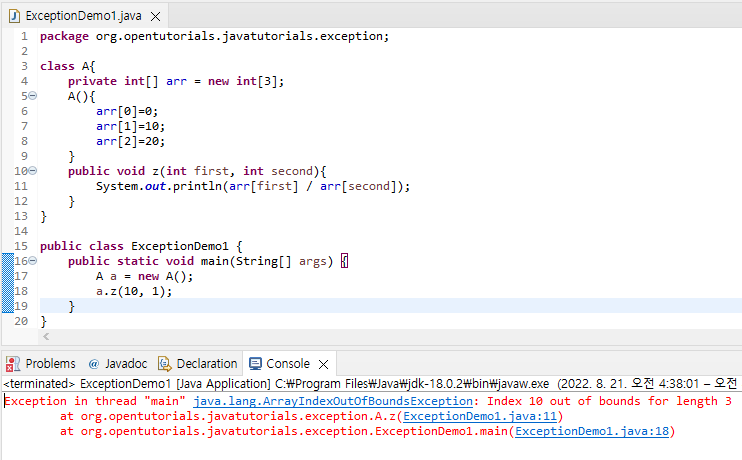 ExceptionDemo1.java
1 package org.opentutorials.javatutorials.exception;
2
3 class A{
4     private int[] arr = new int[3];
5     A(){
6         arr[0]=0;
7         arr[1]=10;
8         arr[2]=20;
9     }
10     public void z(int first, int second){
11         System.out.println(arr[first] / arr[second]);
12     }
13 }
14
15 public class ExceptionDemo1 {
16     public static void main(String[] args) {
17         A a = new A();
18         a.z(10, 1);
19     }
20 }
Problems @ Javadoc Declaration Console
<terminated> ExceptionDemo1 [Java Application] C:₩Program Files₩Java₩jdk-18.0.2₩bin₩javaw.exe (2022. 8. 21. 오전 4:38:01 – 오전
Exception in thread "main" java.lang.ArrayIndexOutOfBoundsException: Index 10 out of bounds for length 3
at org.opentutorials.javatutorials.exception.A.z(ExceptionDemo1.java:11)
at org.opentutorials.javatutorials.exception.ExceptionDemo1.main(ExceptionDemo1.java:18)